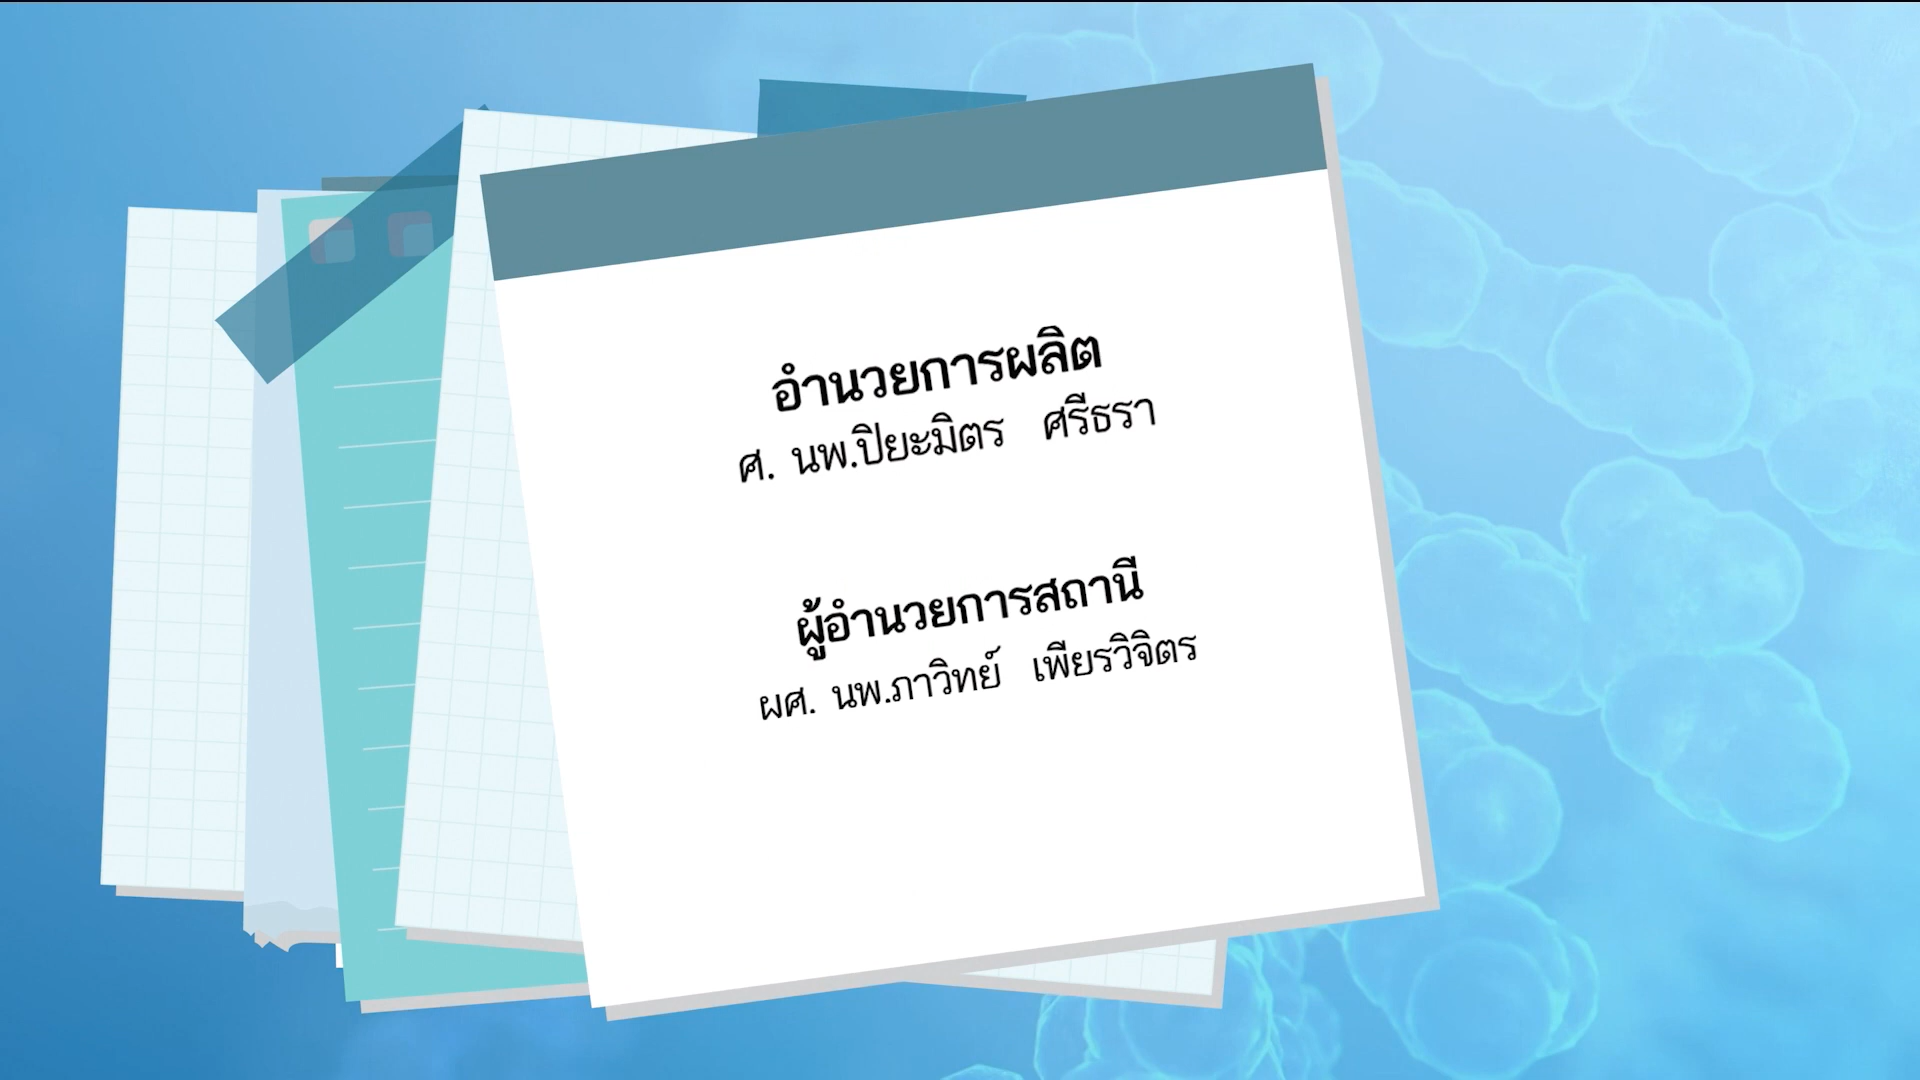 อำนวยการผลิต
ศ. นพ.ปิยะมิตร ศรีธรา
ผู้อำนวยการสถานี
ผศ. นพ.ภาวิทย์ เพียรวิจิตร